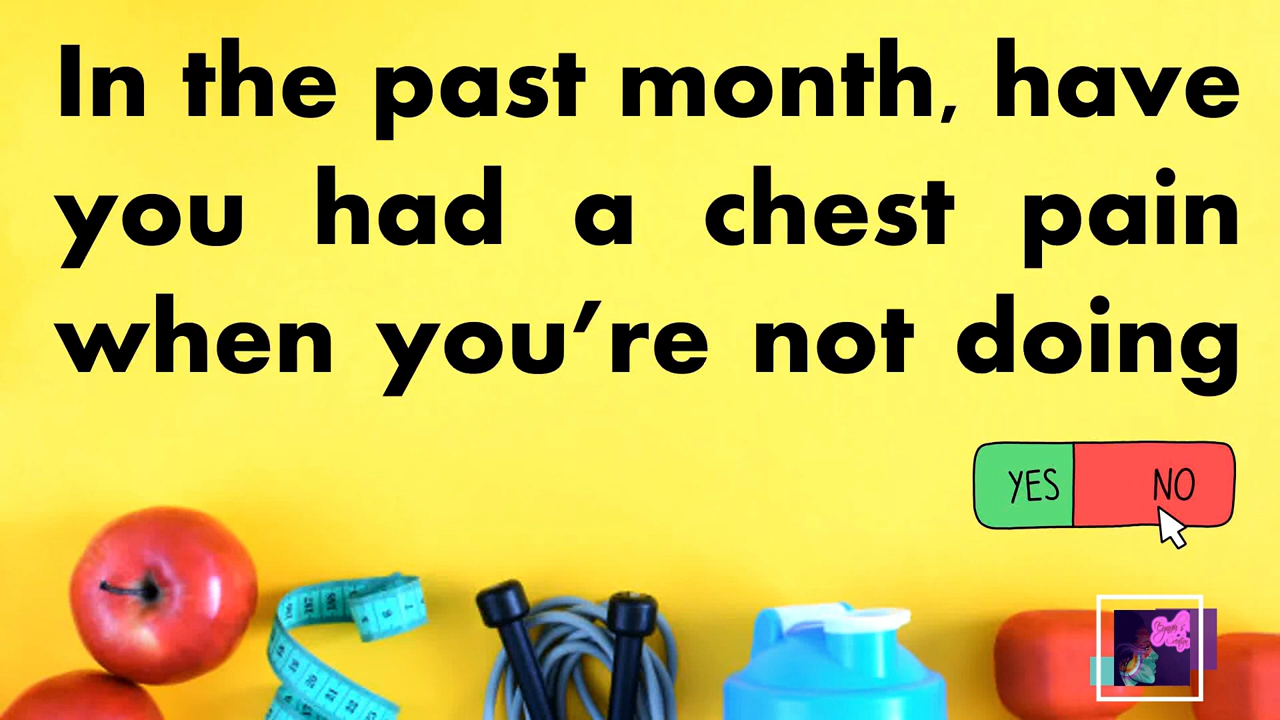 In the past month, have
you had a chest pain
when you’re not doing
YES NO